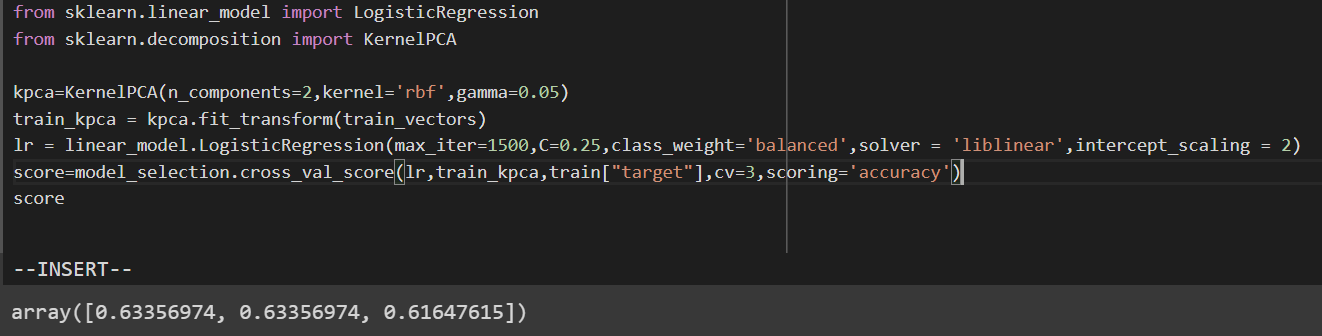 from sklearn.linear_model import LogisticRegression
from sklearn.decomposition import KernelPCA
kpca=KernelPCA(n_components=2,kernel='rbf',gamma=0.05)
train_kpca = kpca.fit_transform(train_vectors)
lr = linear_model.LogisticRegression(max_iter=1500,C=0.25,class_weight='balanced',solver = 'liblinear',intercept_scaling = 2)
score=model_selection.cross_val_score(lr,train_kpca,train["target"],cv=3,scoring='accuracy')
score
--INSERT--
array([0.63356974, 0.63356974, 0.61647615])